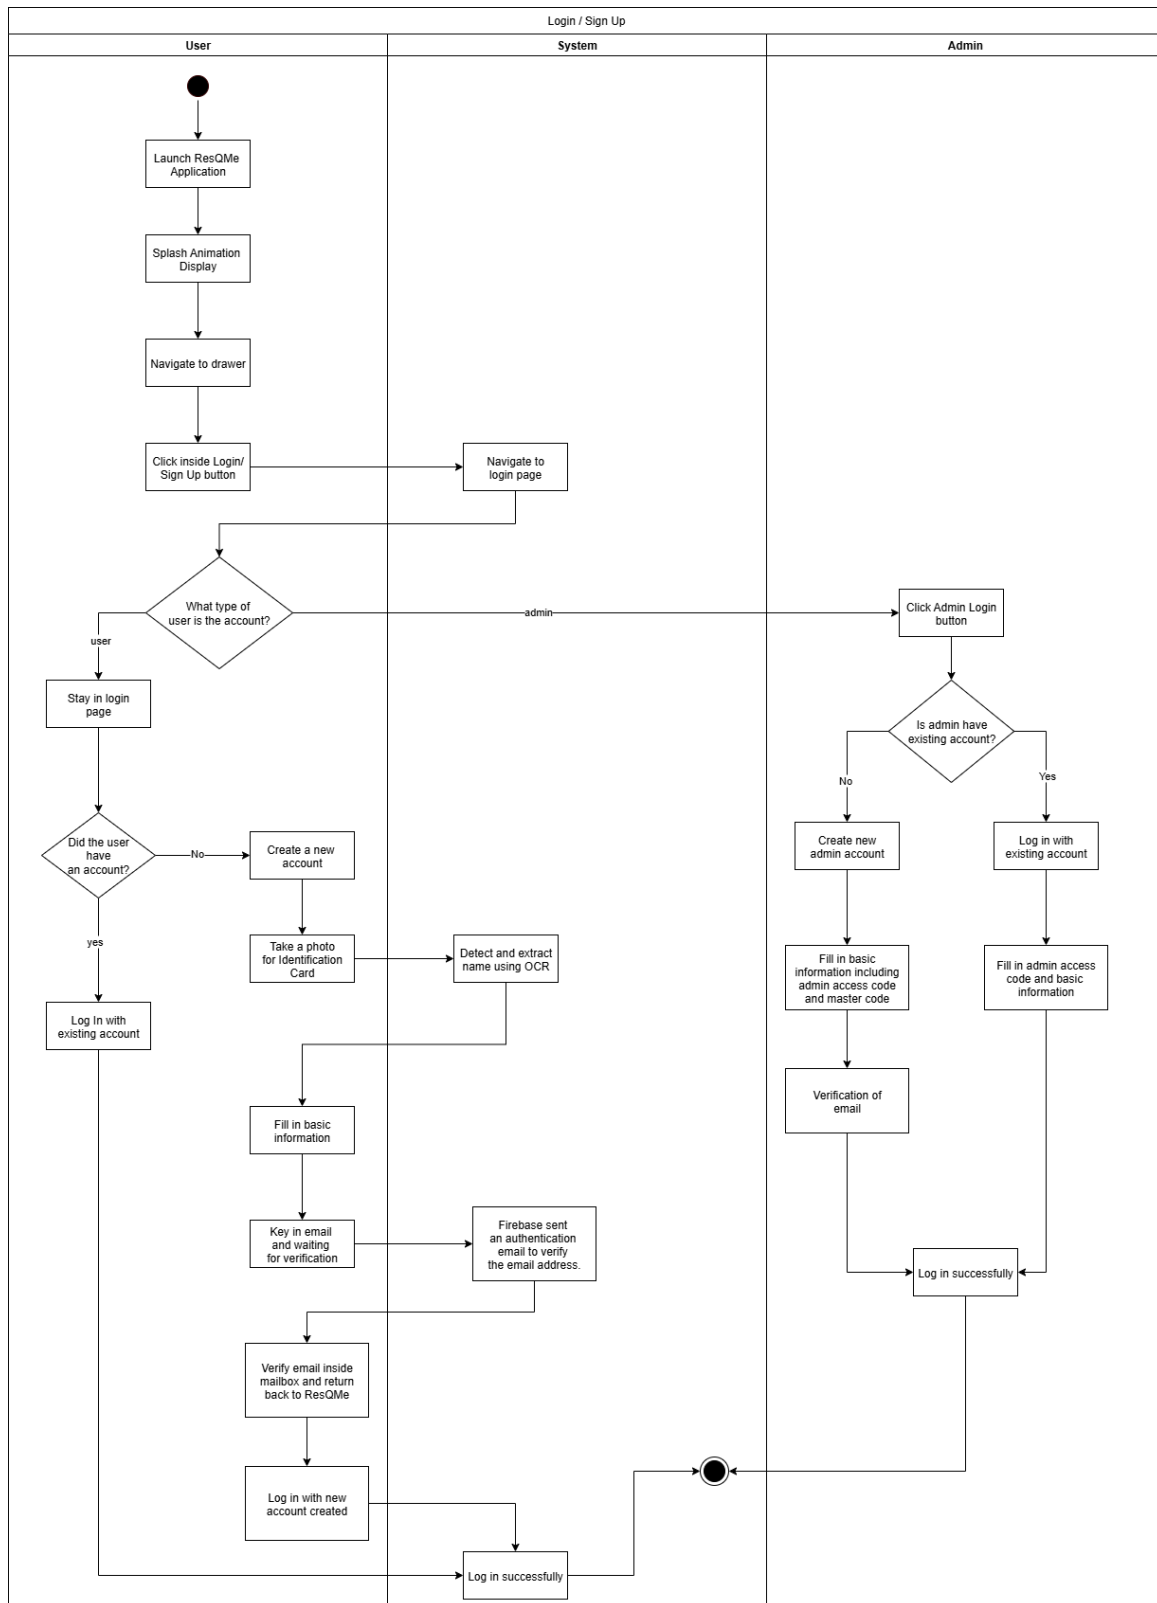 Login / Sign Up
User
System
Admin
Launch ResQMe
Application
Splash Animation
Display
Navigate to drawer
Click inside Login/
Sign Up button
Navigate to
login page
What type of
user is the account?
admin
user
Click Admin Login
button
Stay in login
page
Is admin have
existing account?
No
Yes
Did the user
have
an account?
No
yes
Create a new
account
Create new
admin account
Log in with
existing account
Take a photo
for Identification
Card
Detect and extract
name using OCR
Fill in basic
information including
admin access code
and master code
Fill in admin access
code and basic
information
Log In with
existing account
Verification of
email
Fill in basic
information
Key in email
and waiting
for verification
Firebase sent
an authentication
email to verify
the email address.
Log in successfully
Verify email inside
mailbox and return
back to ResQMe
Log in with new
account created
Log in successfully